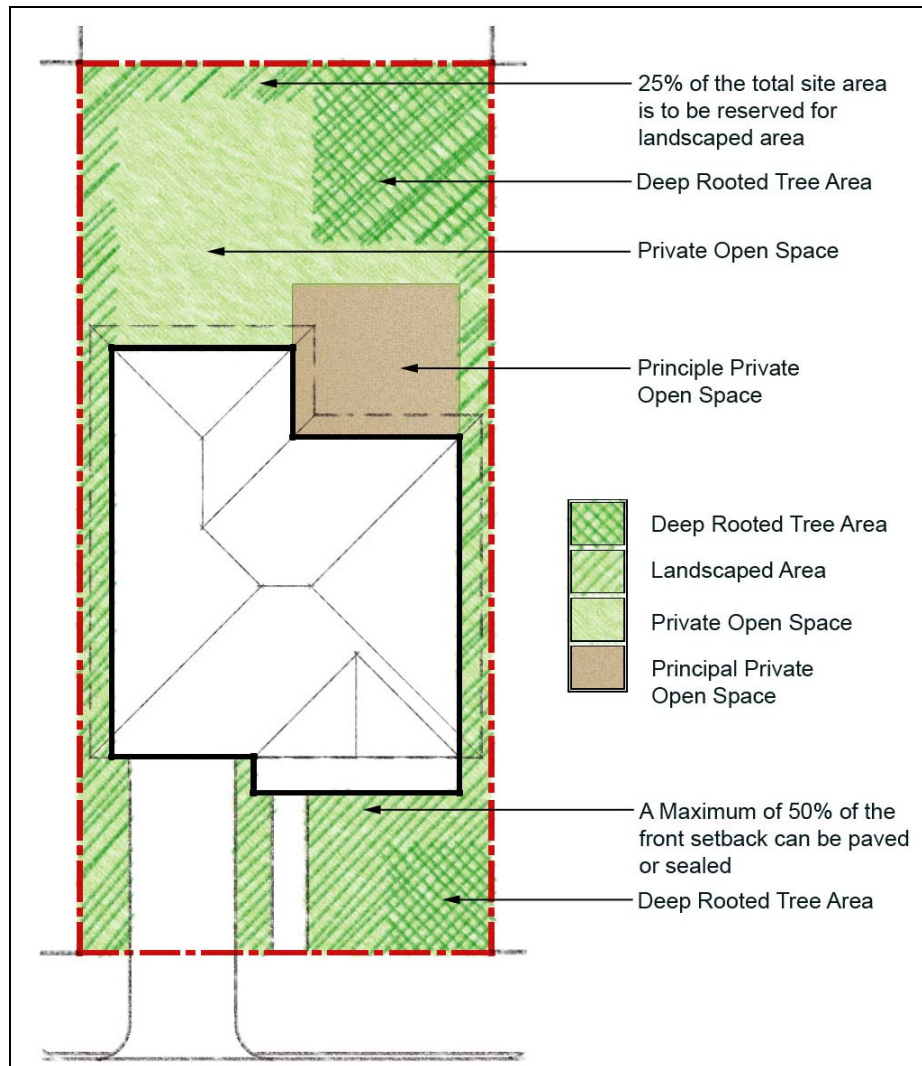 25% of the total site area
is to be reserved for
landscaped area
Deep Rooted Tree Area
Private Open Space
Principle Private
Open Space
Deep Rooted Tree Area
Landscaped Area
Private Open Space
Principal Private
Open Space
A Maximum of 50% of the
front setback can be paved
or sealed
Deep Rooted Tree Area